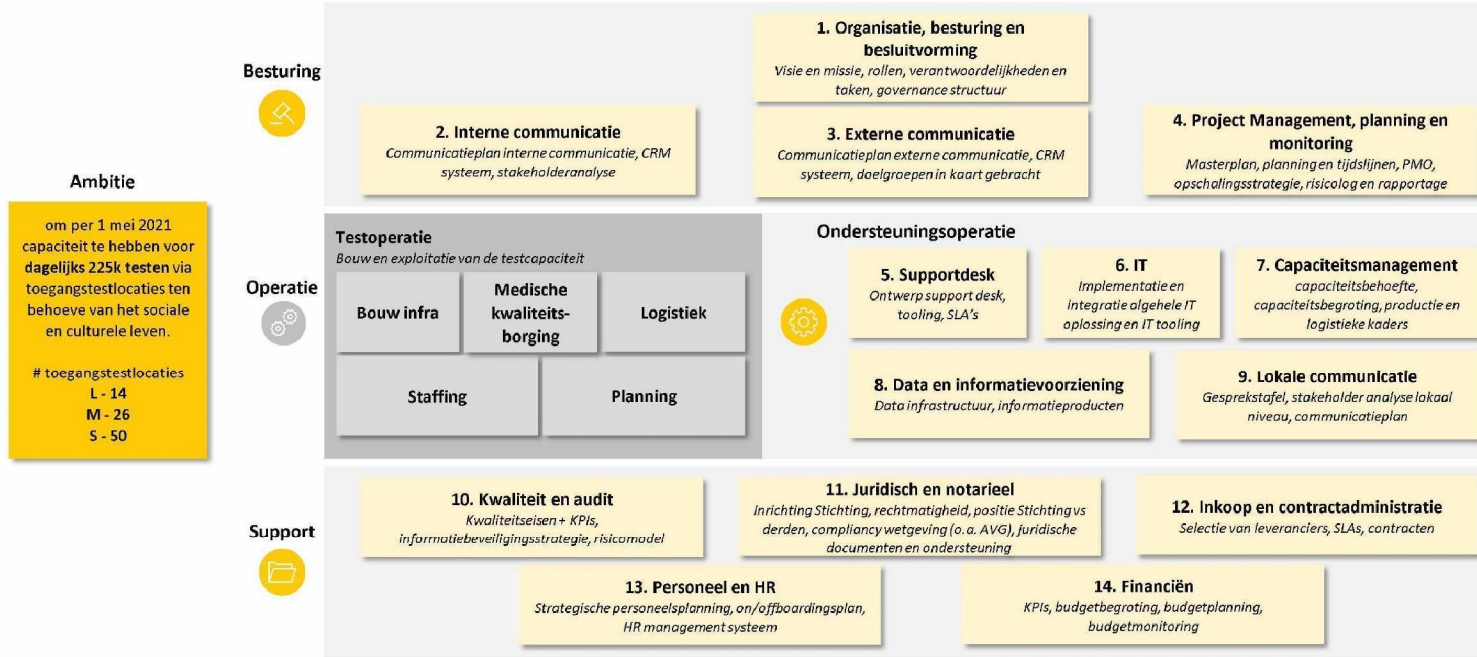 Ambitie
om per 1 mei 2021
capaciteit te hebben voor
dagelijks 225k testen via
toegangstestlocaties ten
behoeve van het sociale
en culturele leven.
# toegangstestlocaties
L - 14
M - 26
S - 50
Besturing
1. Organisatie, besturing en
besluitvorming
Visie en missie, rollen, verantwoordelijkheden en
taken, governance structuur
2. Interne communicatie
Communicatieplan interne communicatie, CRM
systeem, stakeholderanalyse
3. Externe communicatie
Communicatieplan externe communicatie, CRM
systeem, doelgroepen in kaart gebracht
4. Project Management, planning en
monitoring
Masterplan, planning en tijdslijnen, PMO,
opschalingsstrategie, risicolog en rapportage
Operatie
Testoperatie
Bouw en exploitatie van de testcapaciteit
Bouw infra
Medische
kwaliteits-
borging
Logistiek
Staffing
Planning
Ondersteuningsoperatie
5. Supportdesk
Ontwerp support desk,
tooling, SLA's
6. IT
Implementatie en
integratie algehele IT
oplossing en IT tooling
7. Capaciteitsmanagement
capaciteitsbehoefte,
capaciteitsbegroting, productie en
logistieke kaders
8. Data en informatievoorziening
Data infrastructuur, informatieproducten
9. Lokale communicatie
Gesprekstafel, stakeholder analyse lokaal
niveau, communicatieplan
Support
10. Kwaliteit en audit
Kwaliteitseisen + KPIs,
informatiebeveiligingsstrategie, risicomodel
11. Juridisch en notarieel
Inrichting Stichting, rechtmatigheid, positie Stichting vs
derden, compliancy wetgeving (o.a. AVG), juridische
documenten en ondersteuning
12. Inkoop en contractadministratie
Selectie van leveranciers, SLAs, contracten
13. Personeel en HR
Strategische personeelsplanning, on/offboardingsplan,
HR management systeem
14. Financiën
KPIs, budgetbegroting, budgetplanning,
budgetmonitoring